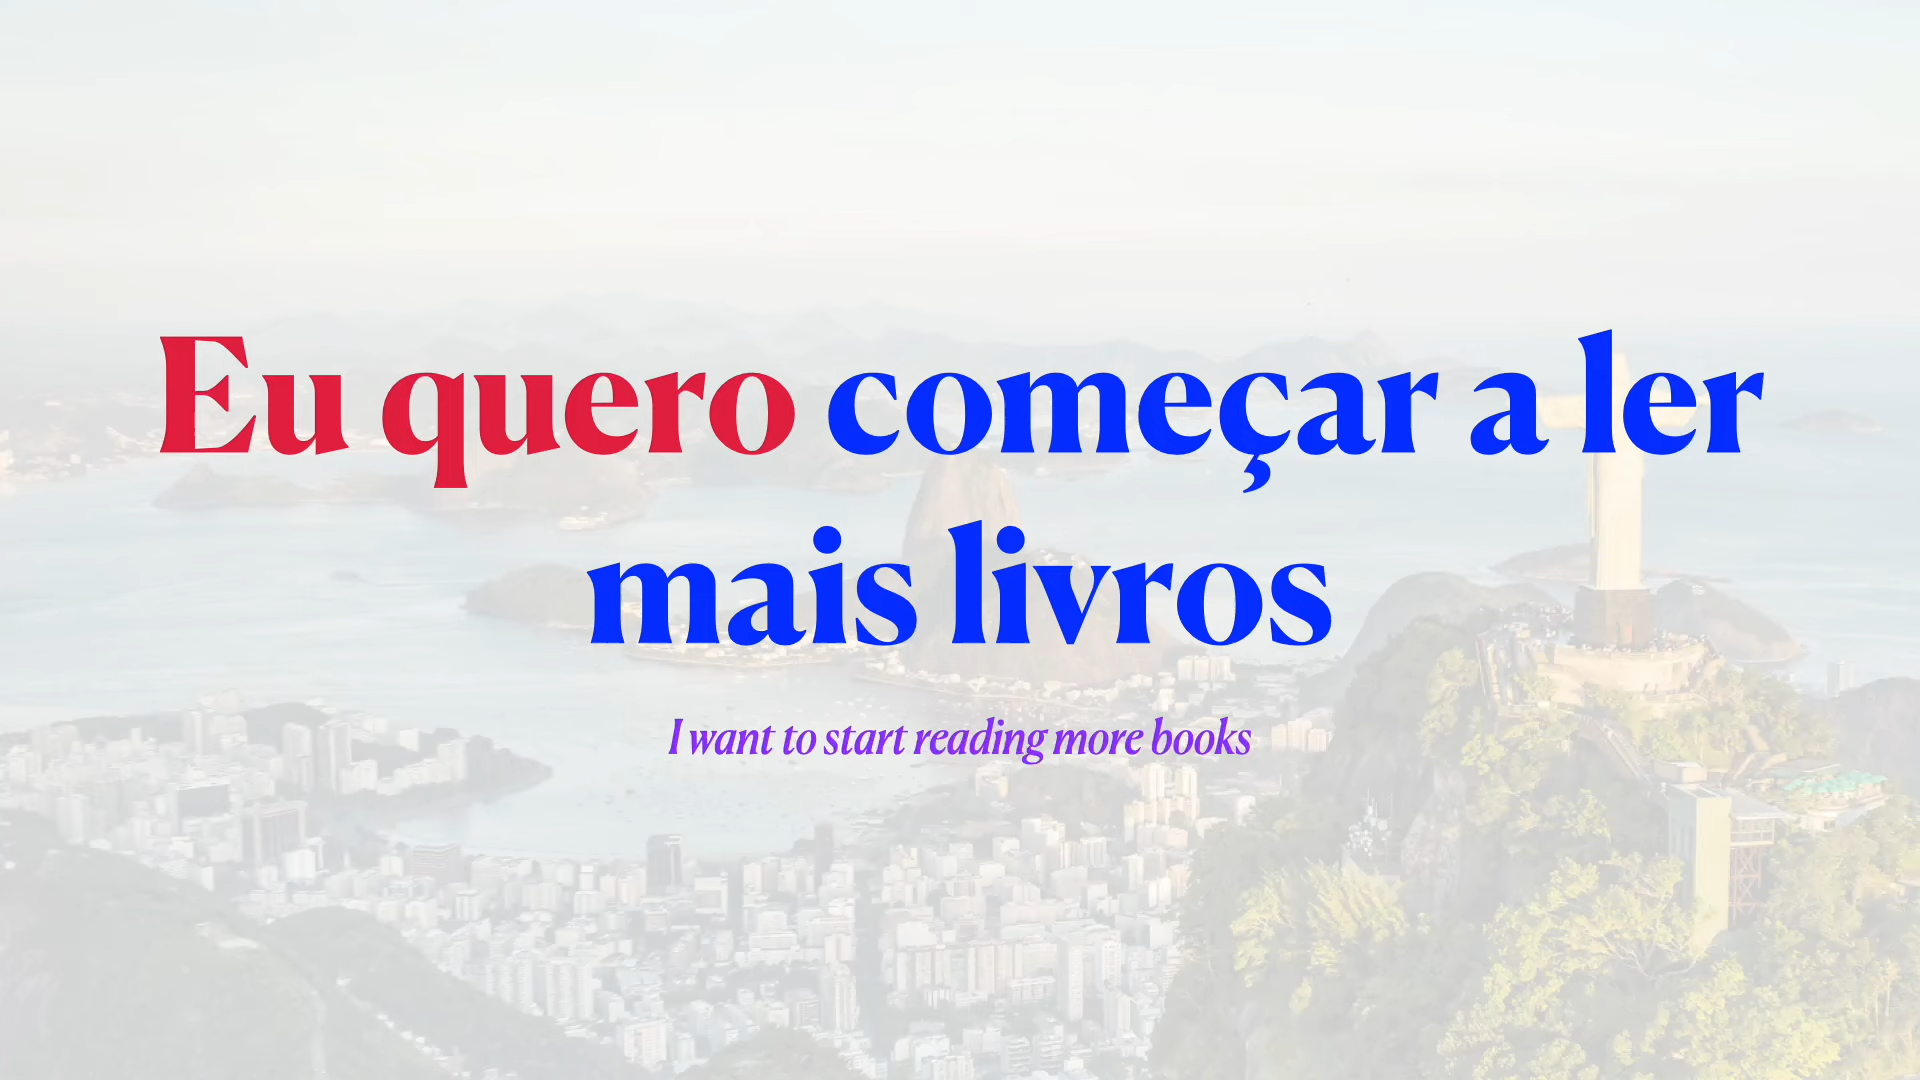 Eu quero começar a ler
mais livros
I want to start reading more books